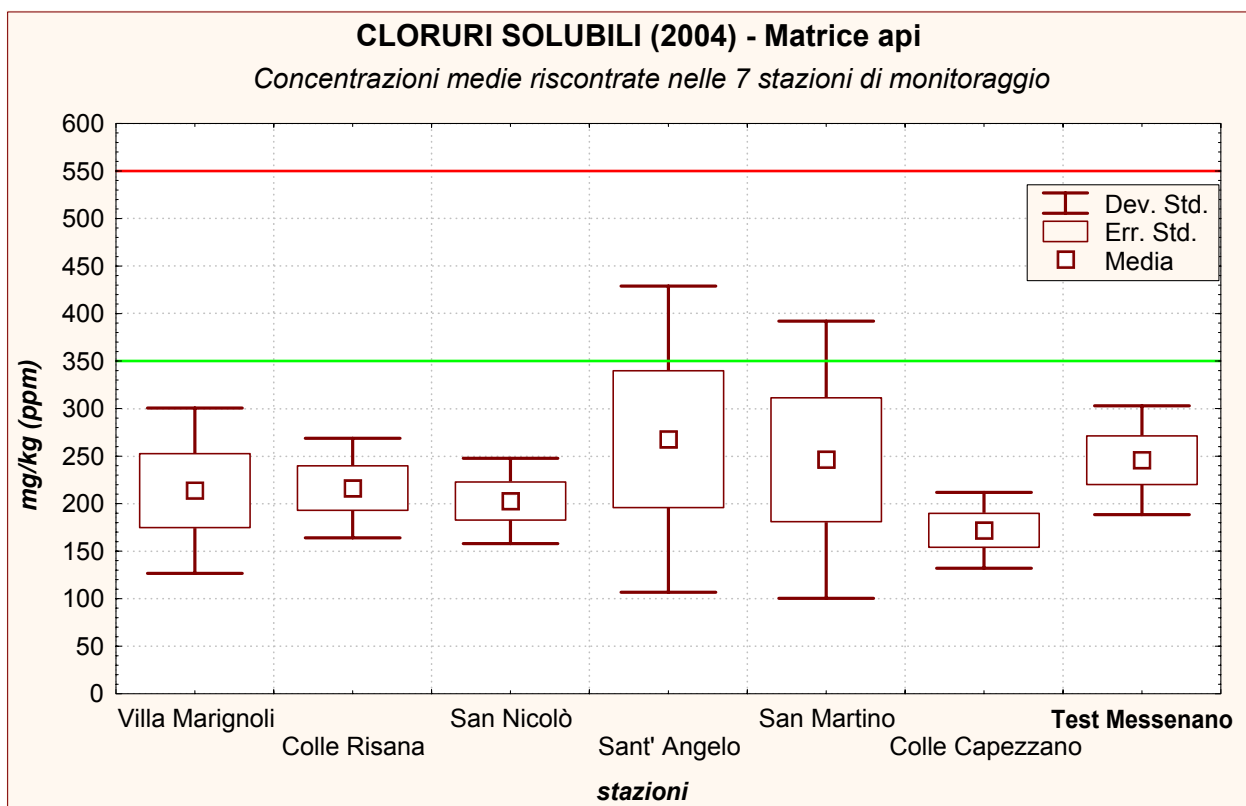 CLORURI SOLUBILI (2004) - Matrice api
Concentrazioni medie riscontrate nelle 7 stazioni di monitoraggio
600
550
500
450
400
350
300
250
200
150
100
50
0
mg/kg (ppm)
Dev. Std.
Err. Std.
Media
Villa Marignoli
Colle Risana
San Nicolò
Sant' Angelo
San Martino
Colle Capezzano
Test Messenano
stazioni